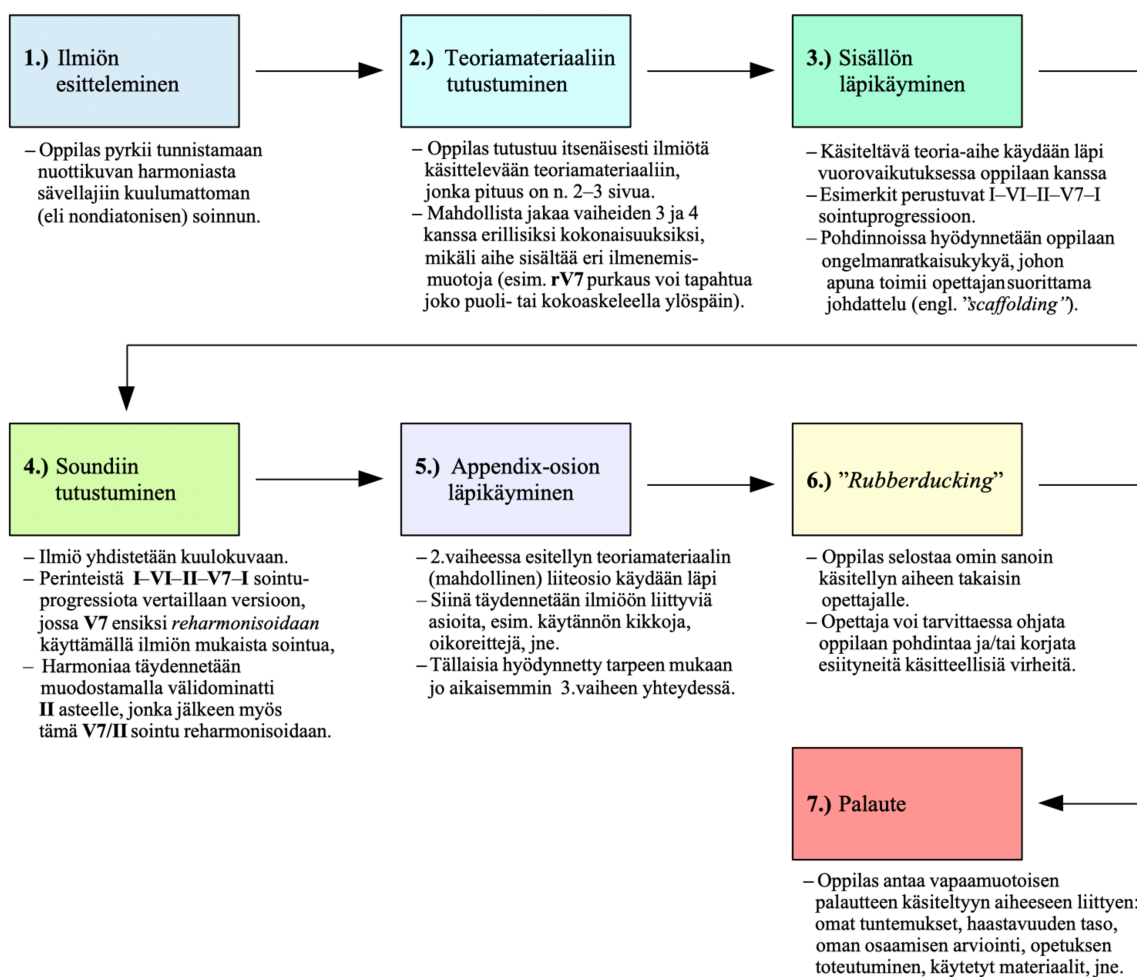 1.) Ilmiön
esitteleminen
– Oppilas pyrkii tunnistamaan
nuottikuvan harmoniasta
sävellajiin kuulumattoman
(eli nondiatonisen) soinnun.
2.) Teoriamateriaaliin
tutustuminen
– Oppilas tutustuu itsenäisesti ilmiötä
käsittelevään teoriamateriaaliin,
jonka pituus on n. 2–3 sivua.
– Mahdollista jakaa vaiheiden 3 ja 4
kanssa erillisiksi kokonaisuuksiksi,
mikäli aihe sisältää eri ilmenemis-
muotoja (esim. rV7 purkaus voi tapahtua
joko puoli- tai kokoaskeleella ylöspäin).
3.) Sisällön
läpikäyminen
– Käsiteltävä teoria-aihe käydään läpi
vuorovaikutuksessa oppilaan kanssa
– Esimerkit perustuvat I–VI–II–V7–I
sointuprogressioon.
– Pohdinnoissa hyödynnetään oppilaan
ongelmanratkaisukykyä, johon
apuna toimii opettajan suorittama
johdattelu (engl. ”scaffolding”).
4.) Soundiin
tutustuminen
– Ilmiö yhdistetään kuulokuvaan.
– Perinteistä I–VI–II–V7–I sointu-
progressiota vertaillaan versioon,
jossa V7 ensiksi reharmonisoidaan
käyttämällä ilmiön mukaista sointua,
– Harmoniaa täydennetään
muodostamalla välidominatti
II asteelle, jonka jälkeen myös
tämä V7/II sointu reharmonisoidaan.
5.) Appendix-osion
läpikäyminen
– 2.vaiheessa esitellyn teoriamateriaalin
(mahdollinen) liiteosio käydään läpi
– Siinä täydennetään ilmiöön liittyviä
asioita, esim. käytännön kikkoja,
oikoreittejä, jne.
– Tällaisia hyödynnetty tarpeen mukaan
jo aikaisemmin 3.vaiheen yhteydessä.
6.) ”Rubberducking”
– Oppilas selostaa omin sanoin
käsitellyn aiheen takaisin
opettajalle.
– Opettaja voi tarvittaessa ohjata
oppilaan pohdintaa ja/tai korjata
esiityneitä käsitteellisiä virheitä.
7.) Palaute
– Oppilas antaa vapaamuotoisen
palautteen käsiteltyyn aiheeseen liittyen:
omat tuntemukset, haastavuuden taso,
oman osaamisen arviointi, opetuksen
toteutuminen, käytetyt materiaalit, jne.